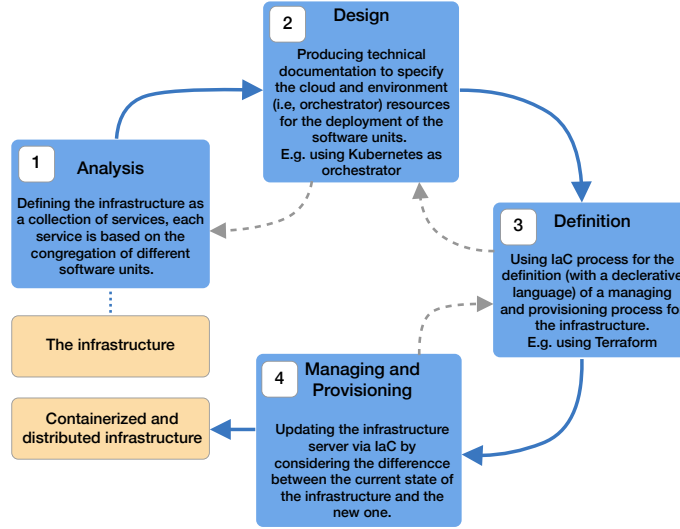 1
Analysis
Defining the infrastructure as
a collection of services, each
service is based on the
congregation of different
software units.
2
Design
Producing technical
documentation to specify
the cloud and environment
(i.e, orchestrator) resources
for the deployment of the
software units.
E.g. using Kubernetes as
orchestrator
3
Definition
Using IaC process for the
definition (with a declerative
language) of a managing
and provisioning process for
the infrastructure.
E.g. using Terraform
4
Managing and
Provisioning
Updating the infrastructure
server via IaC by
considering the differencce
between the current state of
the infrastructure and the
new one.
The infrastructure
Containerized and
distributed infrastructure